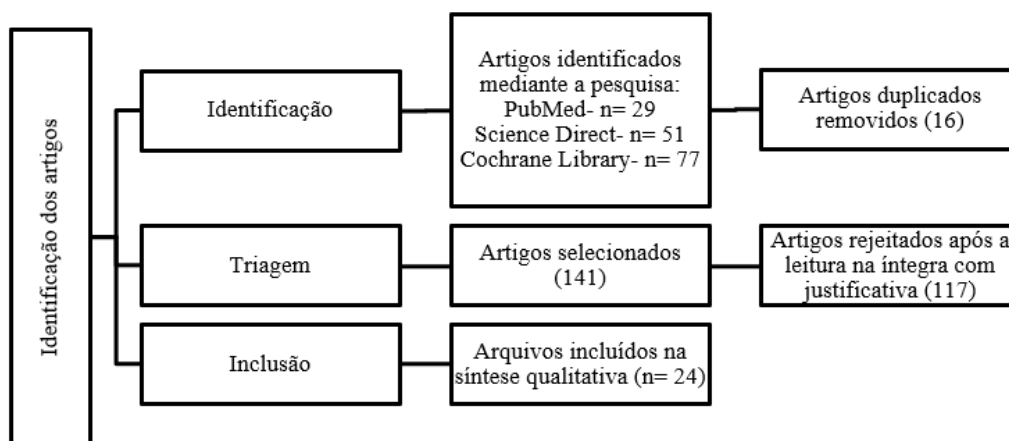 Identificação dos artigos
Identificação
Artigos identificados
mediante a pesquisa:
PubMed- n= 29
Science Direct- n= 51
Cochrane Library- n= 77
Artigos duplicados
removidos (16)
Triagem
Artigos selecionados
(141)
Artigos rejeitados após a
leitura na íntegra com
justificativa (117)
Inclusão
Arquivos incluídos na
síntese qualitativa (n= 24)